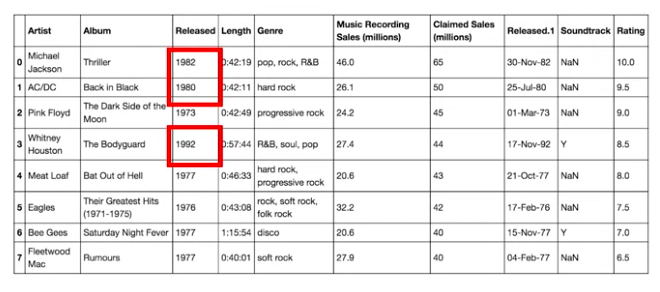 Artist Album Released Length Genre Music Recording Sales (millions) Claimed Sales (millions) Released.1 Soundtrack Rating
0 Michael Jackson Thriller 1982 0:42:19 pop, rock, R&B 46.0 65 30-Nov-82 NaN 10.0
1 AC/DC Back in Black 1980 0:42:11 hard rock 26.1 50 25-Jul-80 NaN 9.5
2 Pink Floyd The Dark Side of the Moon 1973 0:42:49 progressive rock 24.2 45 01-Mar-73 NaN 9.0
3 Whitney Houston The Bodyguard 1992 0:57:44 R&B, soul, pop 27.4 44 17-Nov-92 Y 8.5
4 Meat Loaf Bat Out of Hell 1977 0:46:33 hard rock, progressive rock 20.6 43 21-Oct-77 NaN 8.0
5 Eagles Their Greatest Hits (1971-1975) 1976 0:43:08 rock, soft rock, folk rock 32.2 42 17-Feb-76 NaN 7.5
6 Bee Gees Saturday Night Fever 1977 1:15:54 disco 20.6 40 15-Nov-77 Y 7.0
7 Fleetwood Mac Rumours 1977 0:40:01 soft rock 27.9 40 04-Feb-77 NaN 6.5